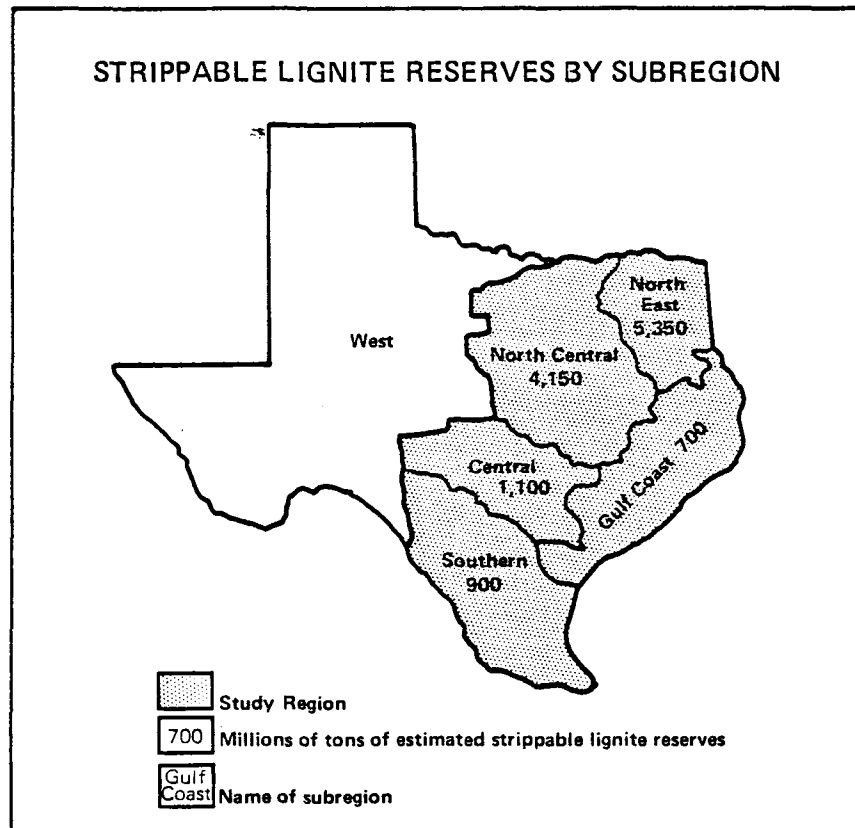 STRIPPABLE LIGNITE RESERVES BY SUBREGION
North
East
5,350
West
North Central
4,150
Central
1,100
Gulf Coast 700
Southern
900
Study Region
700 Millions of tons of estimated strippable lignite reserves
Gulf
Coast Name of subregion